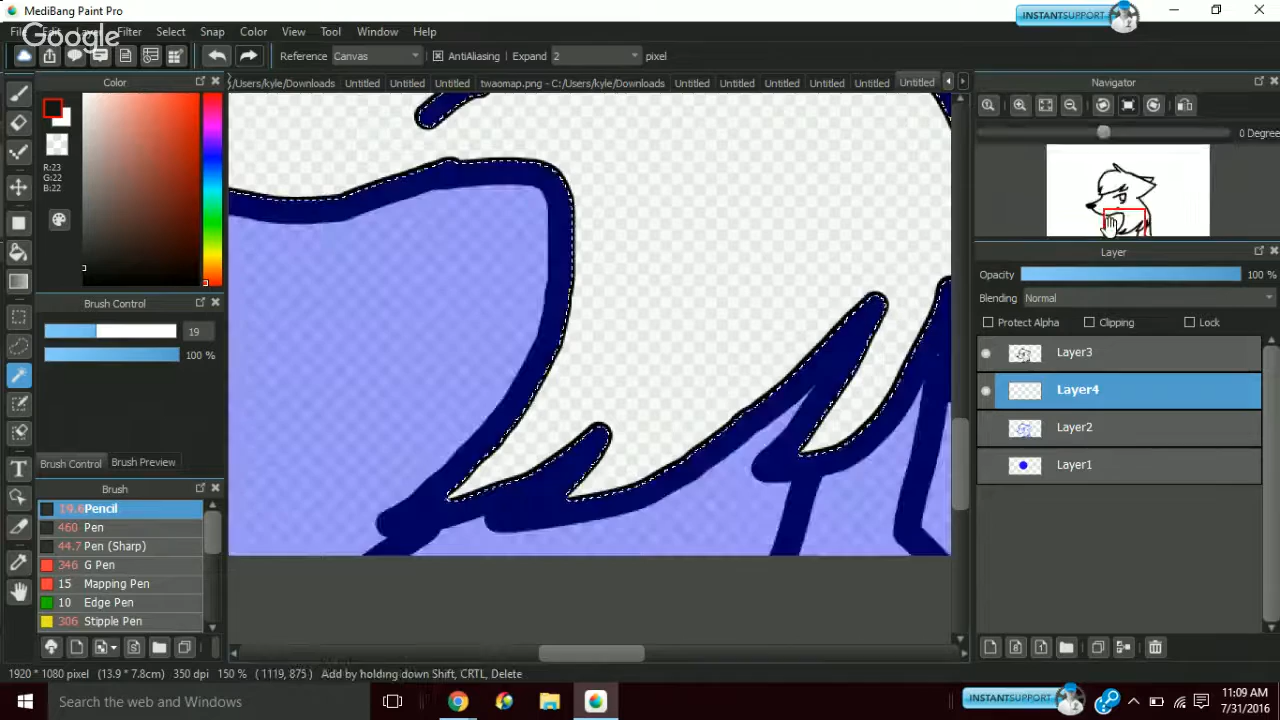 MediBang Paint Pro
INSTANTSUPPORT
File Edit Layer Filter Select Snap Color View Tool Window Help
Google
Reference Canvas AntiAliasing Expand 2 pixel
Color
/Users/kyle/Downloads Untitled Untitled Untitled twaomap.png - C:/Users/kyle/Downloads Untitled Untitled Untitled Untitled Untitled Untitled
Navigator
0 Degree
R:23
G:22
B:22
Layer
Opacity 100 %
Blending Normal
Protect Alpha Clipping Lock
Brush Control
19
100 %
Layer3
Layer4
Layer2
Layer1
Brush Control Brush Preview
Brush
19.6 Pencil
460 Pen
44.7 Pen (Sharp)
346 G Pen
15 Mapping Pen
10 Edge Pen
306 Stipple Pen
1920 * 1080 pixel (13.9 * 7.8cm) 350 dpi 150 % ( 1119, 875 ) Add by holding down Shift, CRTL, Delete
Search the web and Windows
INSTANTSUPPORT
11:09 AM
7/31/2016